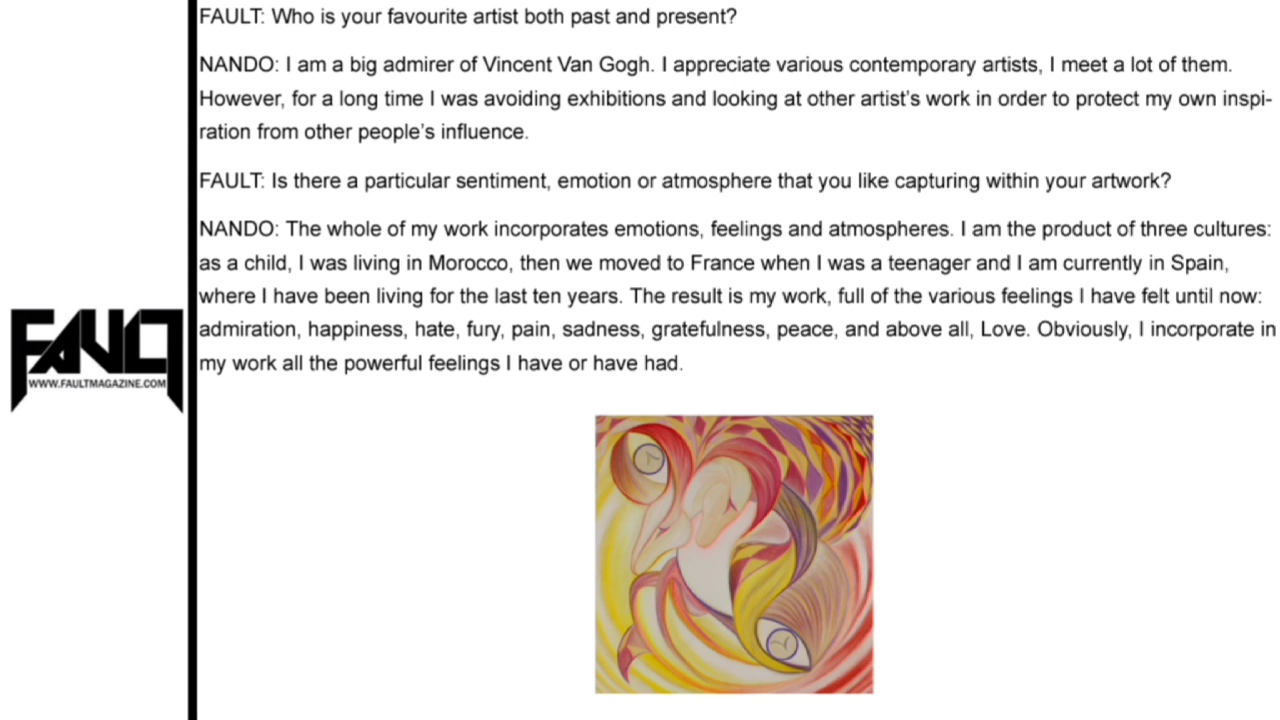 FAULT: Who is your favourite artist both past and present?
NANDO: I am a big admirer of Vincent Van Gogh. I appreciate various contemporary artists, I meet a lot of them.
However, for a long time I was avoiding exhibitions and looking at other artist's work in order to protect my own inspi-
ration from other people's influence.
FAULT: Is there a particular sentiment, emotion or atmosphere that you like capturing within your artwork?
NANDO: The whole of my work incorporates emotions, feelings and atmospheres. I am the product of three cultures:
as a child, I was living in Morocco, then we moved to France when I was a teenager and I am currently in Spain,
where I have been living for the last ten years. The result is my work, full of the various feelings I have felt until now:
admiration, happiness, hate, fury, pain, sadness, gratefulness, peace, and above all, Love. Obviously, I incorporate in
my work all the powerful feelings I have or have had.
FAULT
WWW.FAULTMAGAZINE.COM